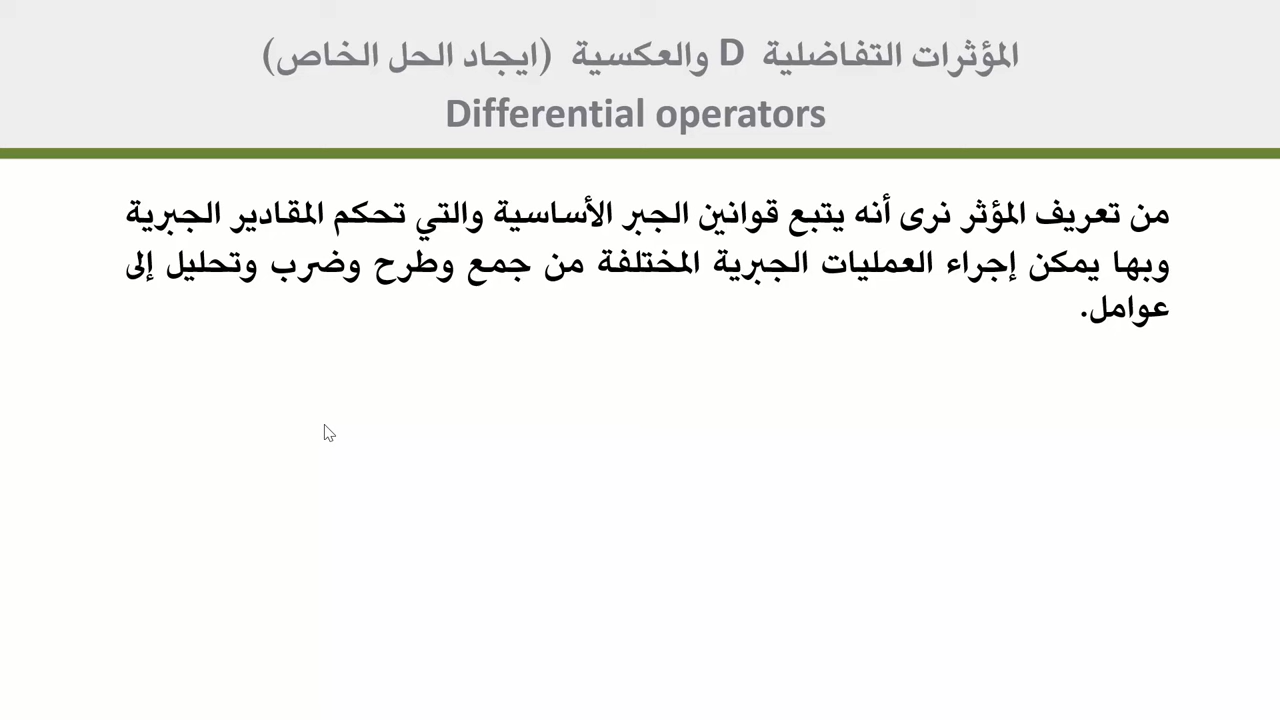 المؤثرات التفاضلية D والعكسية (ايجاد الحل الخاص)
Differential operators
من تعريف المؤثر نرى أنه يتبع قوانين الجبر الأساسية والتي تحكم المقادير الجبرية
وبها يمكن إجراء العمليات الجبرية المختلفة من جمع وطرح وضرب وتحليل إلى
عوامل.